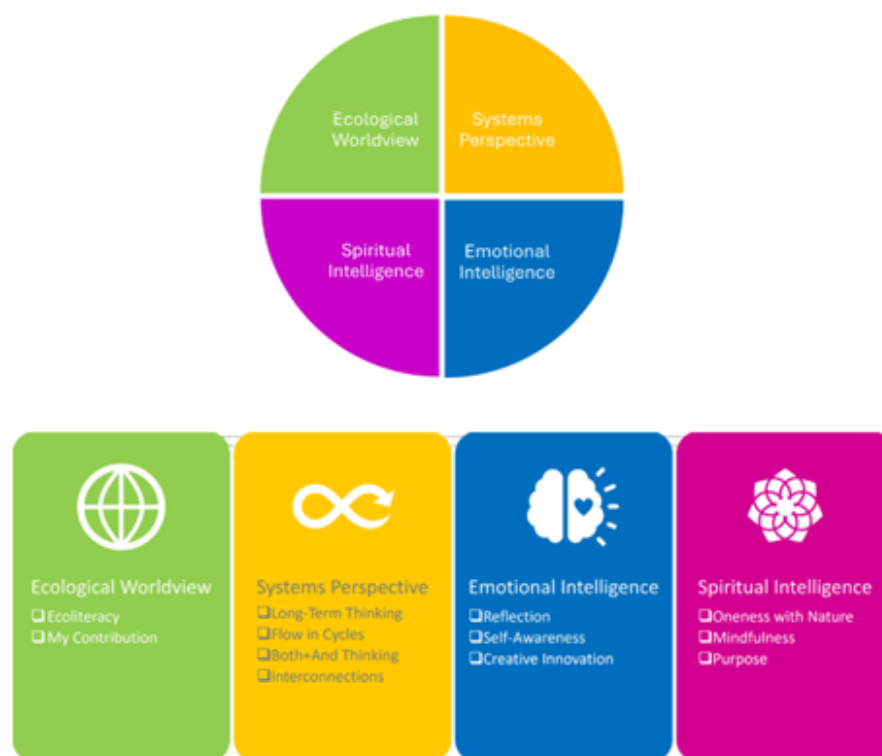 Ecological
Worldview
Systems
Perspective
Spiritual
Intelligence
Emotional
Intelligence
Ecological Worldview
❑Ecoliteracy
❑My Contribution
Systems Perspective
❑Long-Term Thinking
❑Flow in Cycles
❑Both+And Thinking
❑Interconnections
Emotional Intelligence
❑Reflection
❑Self-Awareness
❑Creative Innovation
Spiritual Intelligence
❑Oneness with Nature
❑Mindfulness
❑Purpose